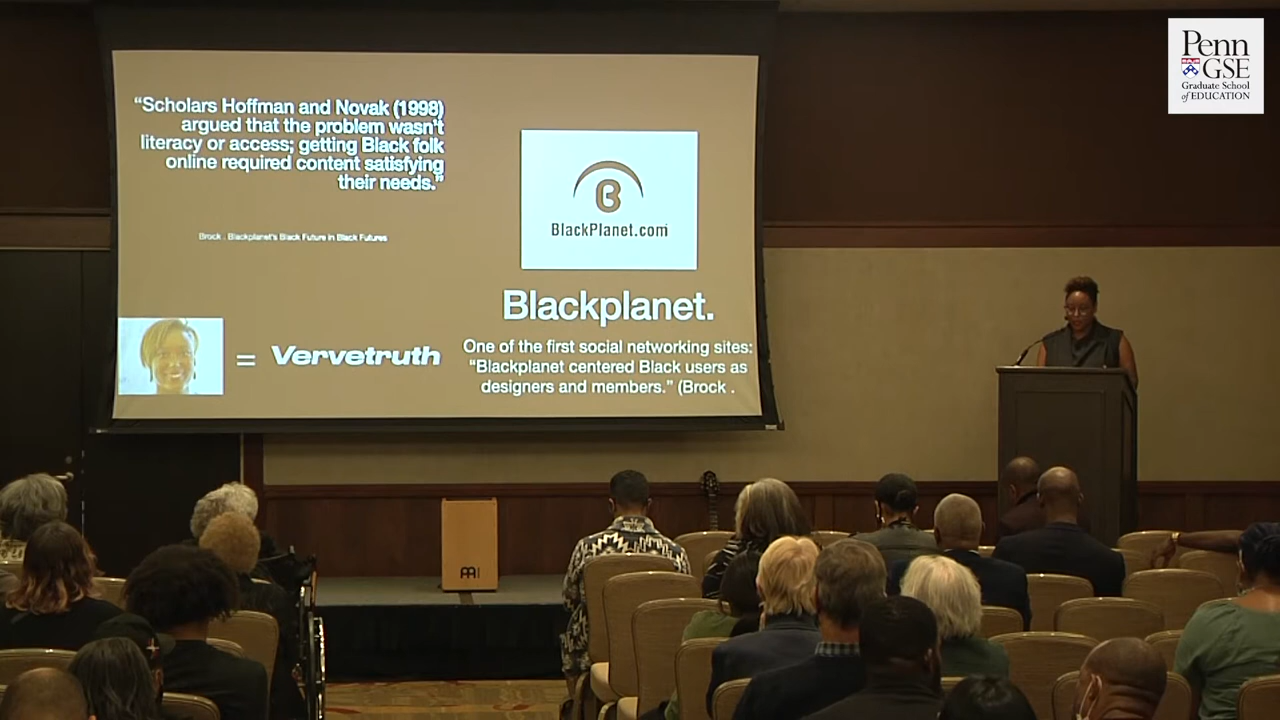 “Scholars Hoffman and Novak (1998)
argued that the problem wasn't
literacy or access; getting Black folk
online required content satisfying
their needs.”
Brock . Blackplanet's Black Future in Black Futures
= Vervetruth
B
BlackPlanet.com
Blackplanet.
One of the first social networking sites:
“Blackplanet centered Black users as
designers and members.” (Brock .
Penn
GSE
Graduate School
of EDUCATION